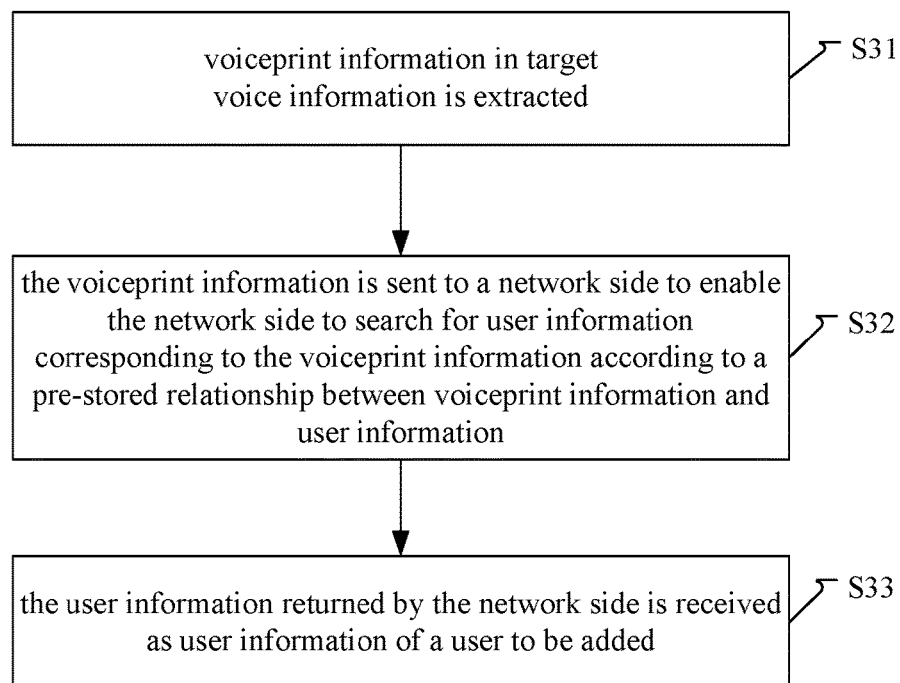 voiceprint information in target
voice information is extracted
S31
the voiceprint information is sent to a network side to enable
the network side to search for user information
corresponding to the voiceprint information according to a
pre-stored relationship between voiceprint information and
user information
S32
the user information returned by the network side is received
as user information of a user to be added
S33